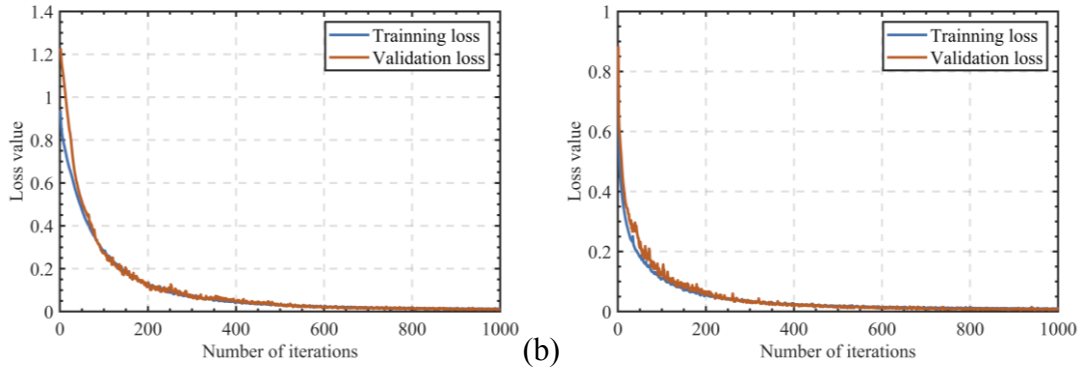 1.4
1.2
1
0.8
0.6
0.4
0.2
0
Loss value
Trainning loss
Validation loss
0 200 400 600 800 1000
Number of iterations
(b)
1
0.8
0.6
0.4
0.2
0
Loss value
Trainning loss
Validation loss
0 200 400 600 800 1000
Number of iterations